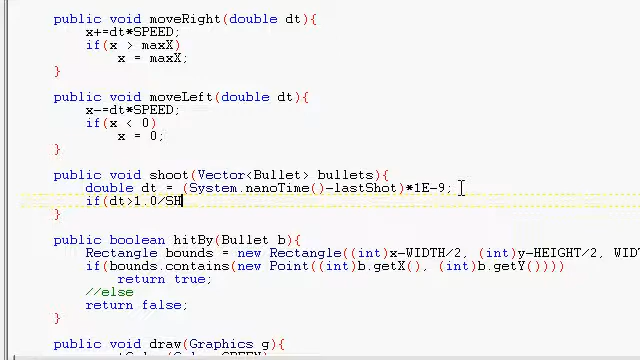 public void moveRight(double dt){
x+=dt*SPEED;
if(x > maxX)
x = maxX;
}
public void moveLeft(double dt){
x-=dt*SPEED;
if(x < 0)
x = 0;
}
public void shoot(Vector<Bullet> bullets){
double dt = (System.nanoTime()-lastShot)*1E-9;
if(dt>1.0/SH
}
public boolean hitBy(Bullet b){
Rectangle bounds = new Rectangle((int)x-WIDTH/2, (int)y-HEIGHT/2, WID
if(bounds.contains(new Point((int)b.getX(), (int)b.getY())))
return true;
//else
return false;
}
public void draw(Graphics g){